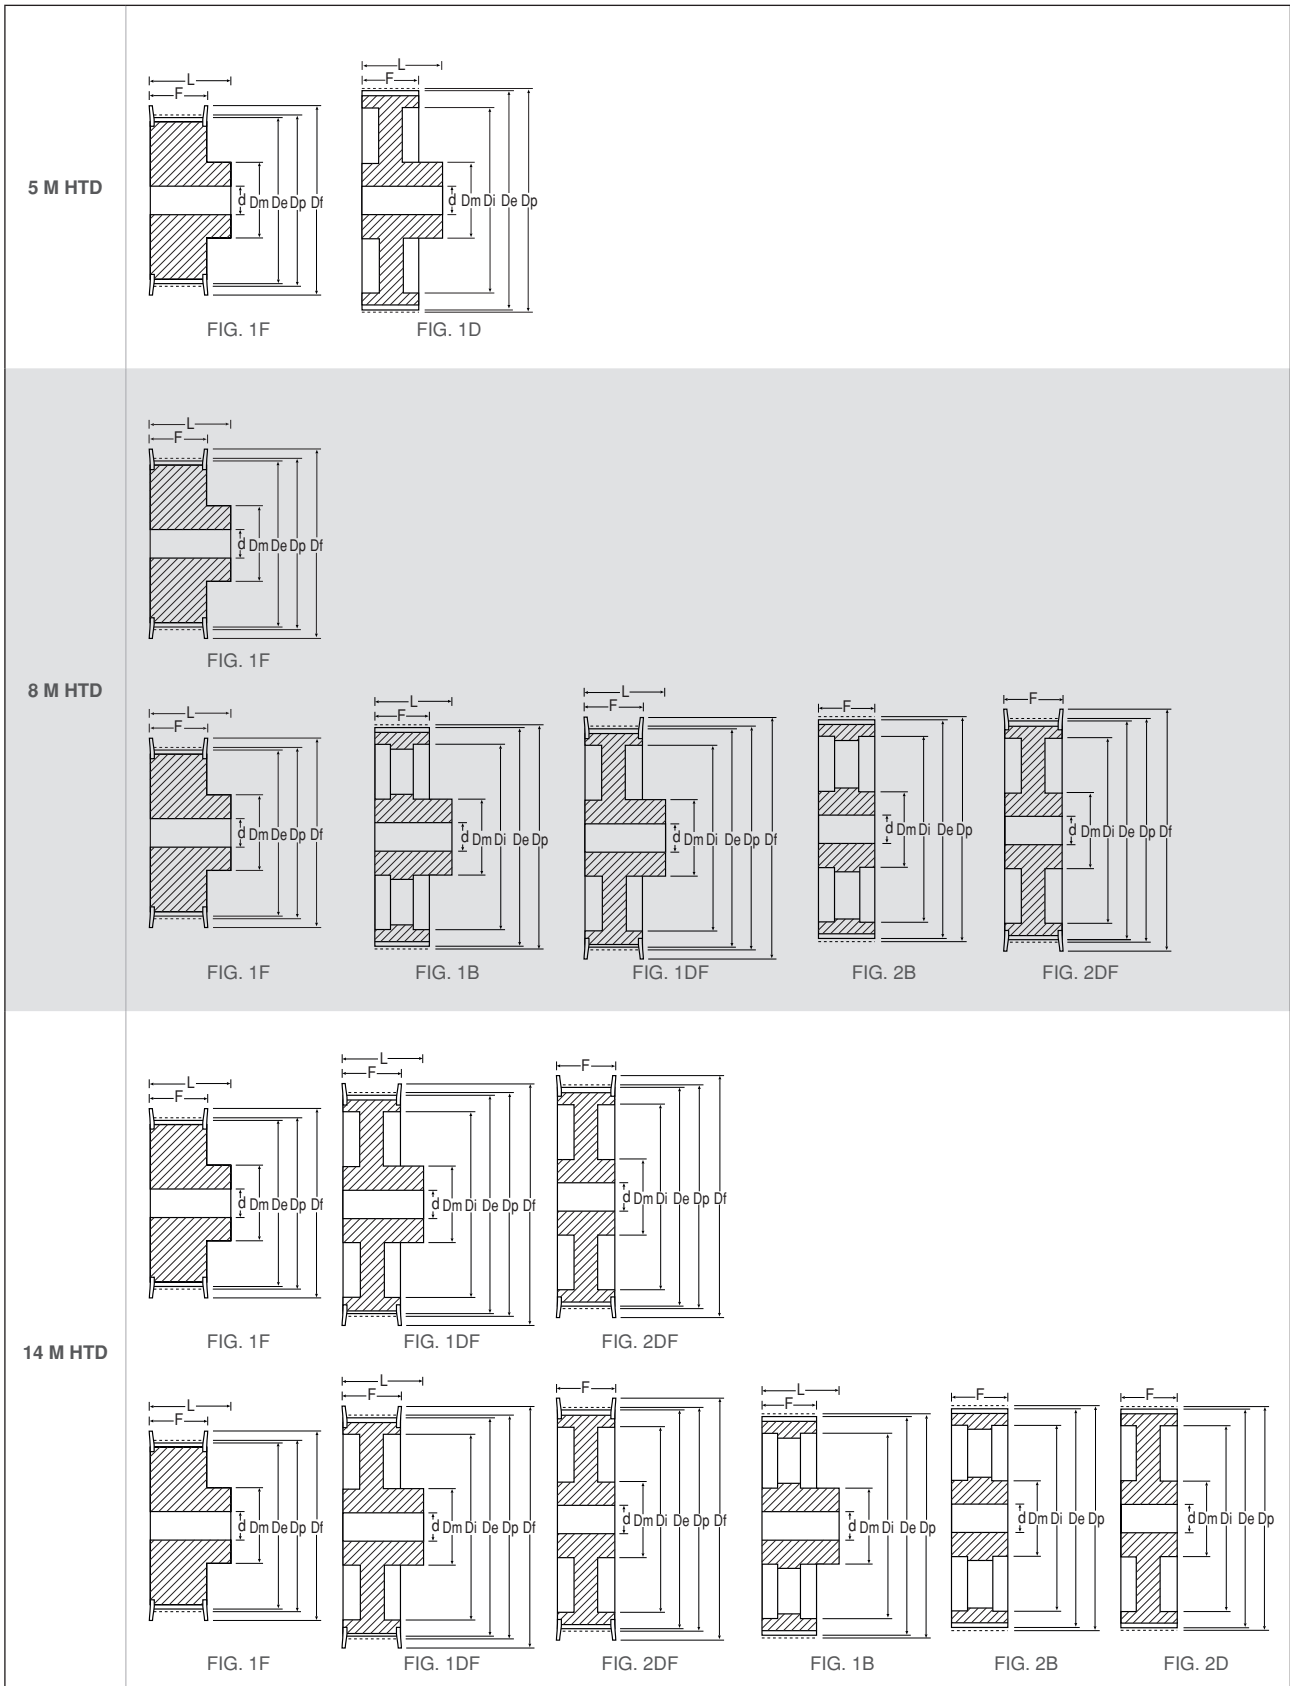 5 M HTD
L
F
d Dm De Dp Df
FIG. 1F
L
F
d Dm Di De Dp
FIG. 1D
8 M HTD
L
F
d Dm De Dp Df
FIG. 1F
L
F
d Dm De Dp Df
FIG. 1F
L
F
d Dm Di De Dp
FIG. 1B
L
F
d Dm Di De Dp Df
FIG. 1DF
F
d Dm Di De Dp
FIG. 2B
F
d Dm Di De Dp Df
FIG. 2DF
14 M HTD
L
F
d Dm De Dp Df
FIG. 1F
L
F
d Dm Di De Dp Df
FIG. 1DF
F
d Dm Di De Dp Df
FIG. 2DF
L
F
d Dm De Dp Df
FIG. 1F
L
F
d Dm Di De Dp Df
FIG. 1DF
F
d Dm Di De Dp Df
FIG. 2DF
L
F
d Dm Di De Dp
FIG. 1B
F
d Dm Di De Dp
FIG. 2B
F
d Dm Di De Dp
FIG. 2D